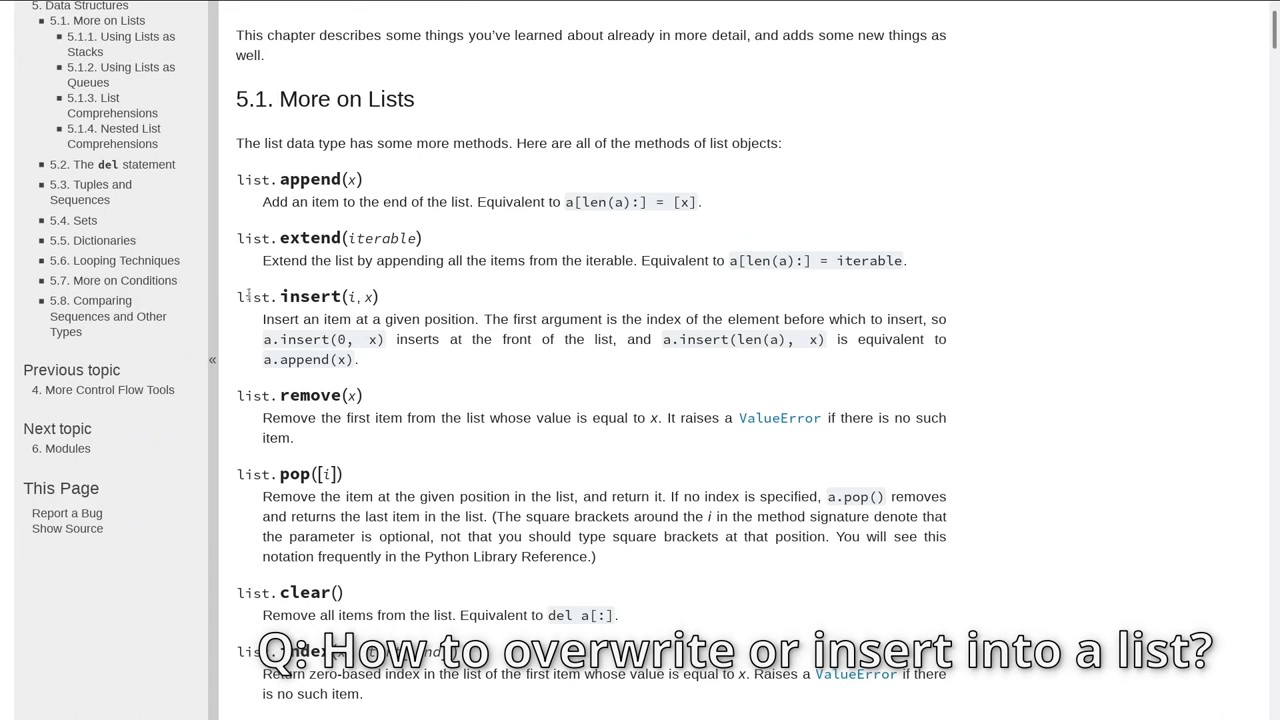 5. Data Structures
5.1. More on Lists
5.1.1. Using Lists as
Stacks
5.1.2. Using Lists as
Queues
5.1.3. List
Comprehensions
5.1.4. Nested List
Comprehensions
5.2. The del statement
5.3. Tuples and
Sequences
5.4. Sets
5.5. Dictionaries
5.6. Looping Techniques
5.7. More on Conditions
5.8. Comparing
Sequences and Other
Types
Previous topic
4. More Control Flow Tools
Next topic
6. Modules
This Page
Report a Bug
Show Source
«
This chapter describes some things you've learned about already in more detail, and adds some new things as
well.
5.1. More on Lists
The list data type has some more methods. Here are all of the methods of list objects:
list.append(x)
Add an item to the end of the list. Equivalent to a[len(a):] = [x].
list.extend(iterable)
Extend the list by appending all the items from the iterable. Equivalent to a[len(a):] = iterable.
list.insert(i, x)
Insert an item at a given position. The first argument is the index of the element before which to insert, so
a.insert(0, x) inserts at the front of the list, and a.insert(len(a), x) is equivalent to
a.append(x).
list.remove(x)
Remove the first item from the list whose value is equal to x. It raises a ValueError if there is no such
item.
list.pop([i])
Remove the item at the given position in the list, and return it. If no index is specified, a.pop() removes
and returns the last item in the list. (The square brackets around the i in the method signature denote that
the parameter is optional, not that you should type square brackets at that position. You will see this
notation frequently in the Python Library Reference.)
list.clear()
Remove all items from the list. Equivalent to del a[:].
Q: How to overwrite or insert into a list?
Return zero-based index in the list of the first item whose value is equal to x. Raises a ValueError if there
is no such item.